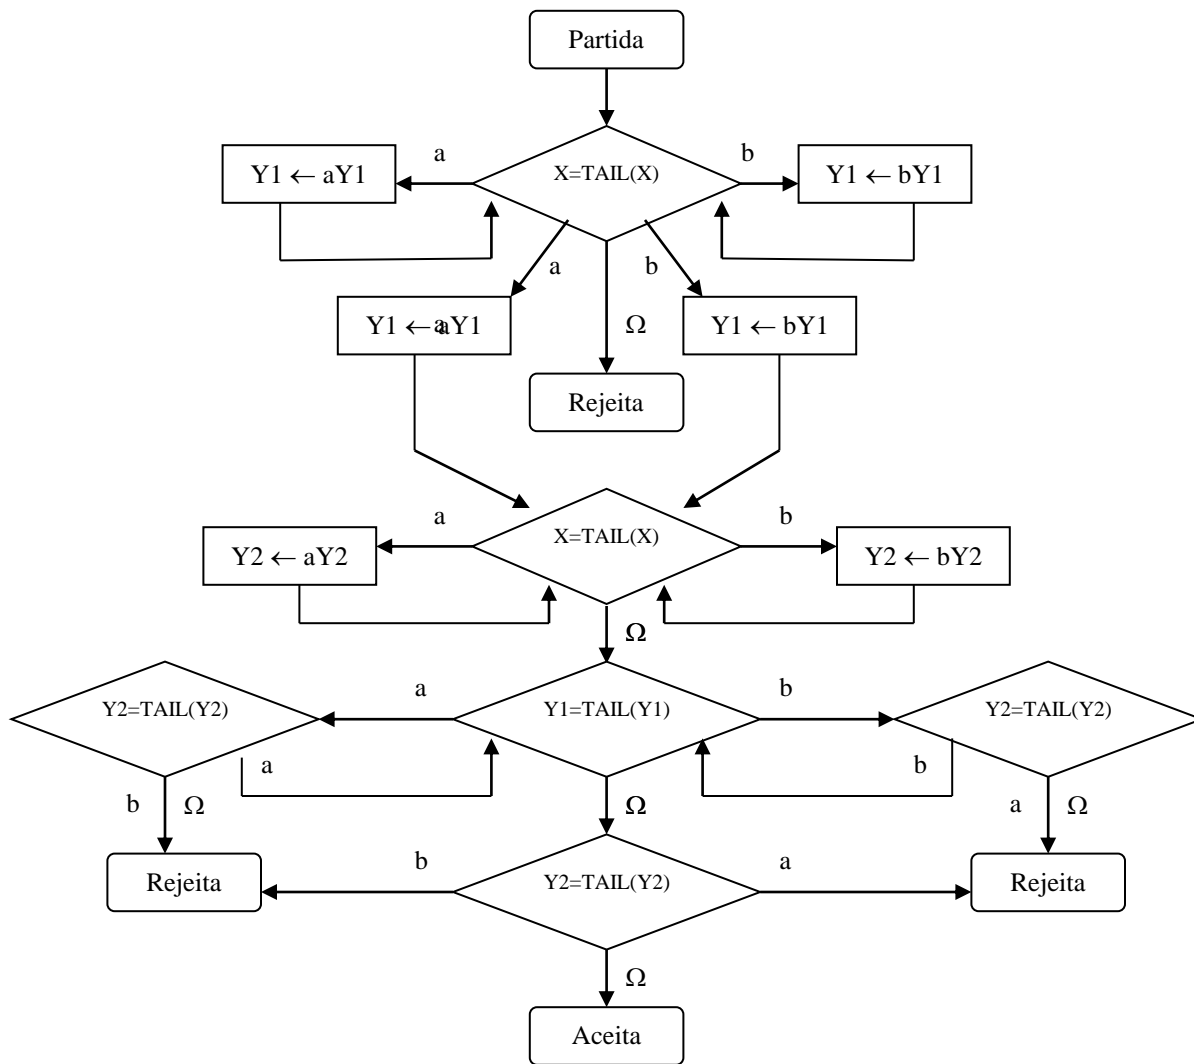 Partida
a
b
Y1 ← aY1
X=TAIL(X)
Y1 ← bY1
a
b
Y1 ← aY1
a
Ω
Y1 ← bY1
Rejeita
a
b
Y2 ← aY2
X=TAIL(X)
Y2 ← bY2
Ω
a
b
Y2=TAIL(Y2)
Y1=TAIL(Y1)
Y2=TAIL(Y2)
a
b
b
Ω
Ω
a
Ω
Rejeita
b
Y2=TAIL(Y2)
a
Rejeita
Ω
Aceita